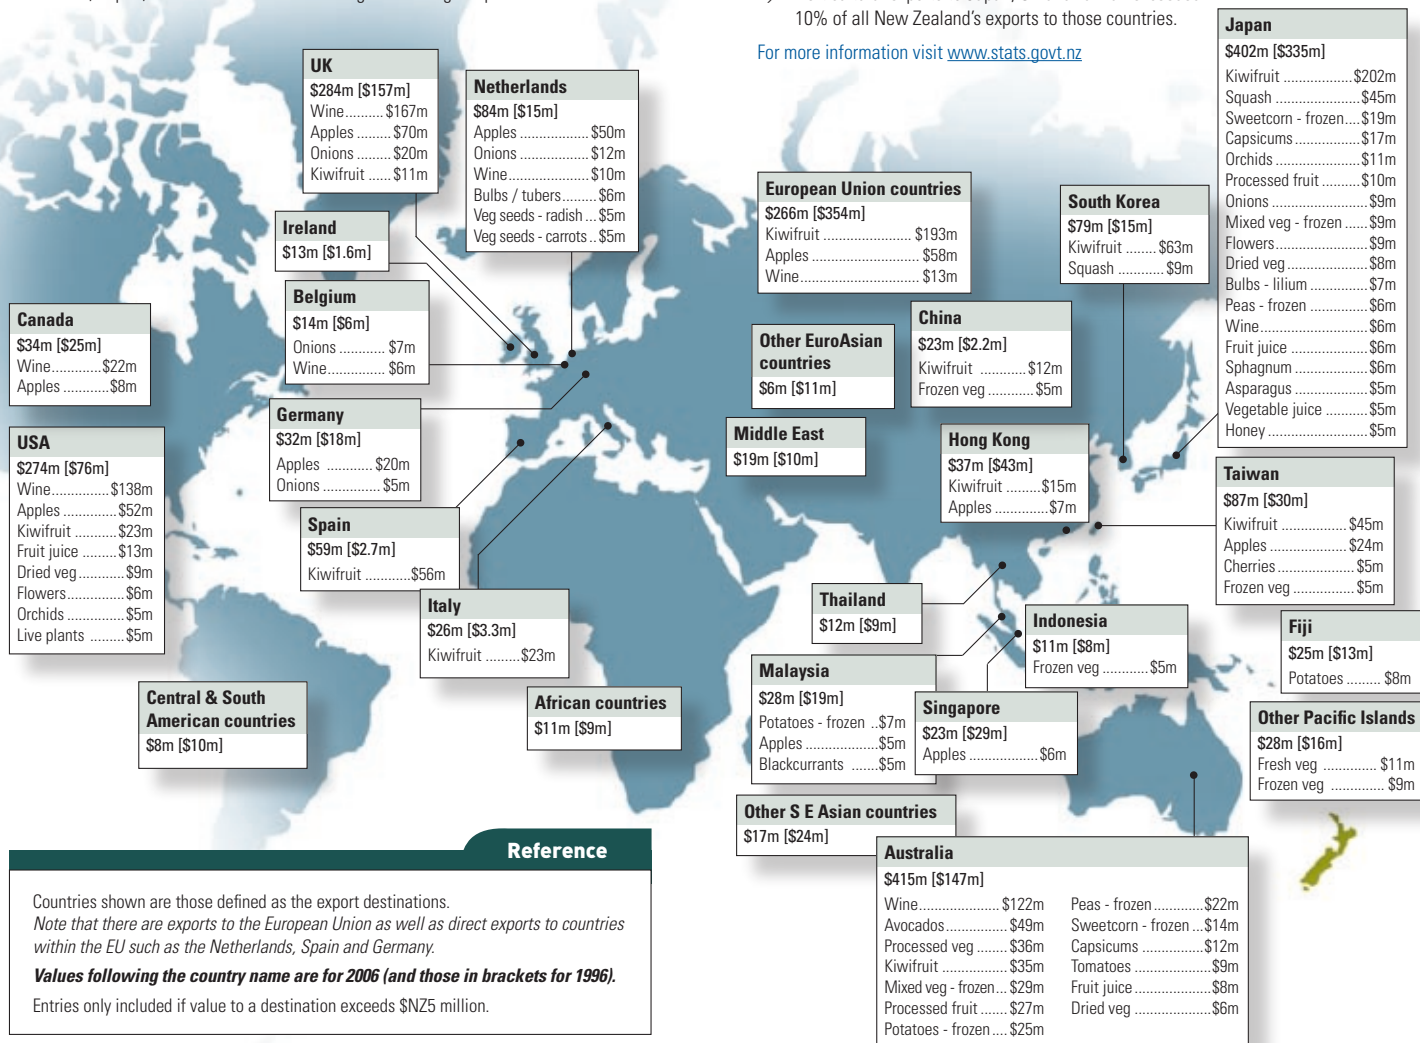 10% of all New Zealand's exports to those countries.
For more information visit www.stats.govt.nz
UK
$284m [$157m]
Wine.......... $167m
Apples ......... $70m
Onions ......... $20m
Kiwifruit ...... $11m
Netherlands
$84m [$15m]
Apples .................. $50m
Onions .................. $12m
Wine..................... $10m
Bulbs / tubers......... $6m
Veg seeds - radish ... $5m
Veg seeds - carrots .. $5m
Ireland
$13m [$1.6m]
Belgium
$14m [$6m]
Onions ............ $7m
Wine............... $6m
Canada
$34m [$25m]
Wine.............$22m
Apples ............$8m
Germany
$32m [$18m]
Apples ............ $20m
Onions ............... $5m
USA
$274m [$76m]
Wine...............$138m
Apples ..............$52m
Kiwifruit ...........$23m
Fruit juice .........$13m
Dried veg............$9m
Flowers...............$6m
Orchids ..............$5m
Live plants .........$5m
Spain
$59m [$2.7m]
Kiwifruit ............$56m
Italy
$26m [$3.3m]
Kiwifruit .........$23m
Central & South
American countries
$8m [$10m]
African countries
$11m [$9m]
European Union countries
$266m [$354m]
Kiwifruit ....................... $193m
Apples ............................ $58m
Wine............................... $13m
South Korea
$79m [$15m]
Kiwifruit ........ $63m
Squash ............ $9m
Japan
$402m [$335m]
Kiwifruit ..................$202m
Squash ......................$45m
Sweetcorn - frozen....$19m
Capsicums.................$17m
Orchids ......................$11m
Processed fruit ..........$10m
Onions .........................$9m
Mixed veg - frozen ......$9m
Flowers........................$9m
Dried veg.....................$8m
Bulbs - lilium ...............$7m
Peas - frozen ...............$6m
Wine............................$6m
Fruit juice ....................$6m
Sphagnum ...................$6m
Asparagus ...................$5m
Vegetable juice ...........$5m
Honey ..........................$5m
Other EuroAsian
countries
$6m [$11m]
China
$23m [$2.2m]
Kiwifruit ............ $12m
Frozen veg ............ $5m
Middle East
$19m [$10m]
Hong Kong
$37m [$43m]
Kiwifruit .........$15m
Apples ..............$7m
Taiwan
$87m [$30m]
Kiwifruit ................. $45m
Apples ..................... $24m
Cherries ..................... $5m
Frozen veg ................ $5m
Thailand
$12m [$9m]
Indonesia
$11m [$8m]
Frozen veg ............$5m
Fiji
$25m [$13m]
Potatoes ......... $8m
Malaysia
$28m [$19m]
Potatoes - frozen ..$7m
Apples ...................$5m
Blackcurrants .......$5m
Singapore
$23m [$29m]
Apples ..................$6m
Other Pacific Islands
$28m [$16m]
Fresh veg .............. $11m
Frozen veg .............. $9m
Other S E Asian countries
$17m [$24m]
Australia
$415m [$147m]
Wine..................... $122m
Avocados................ $49m
Processed veg ........ $36m
Kiwifruit ................. $35m
Mixed veg - frozen... $29m
Processed fruit ....... $27m
Potatoes - frozen .... $25m
Peas - frozen.............$22m
Sweetcorn - frozen ...$14m
Capsicums ................$12m
Tomatoes ....................$9m
Fruit juice ....................$8m
Dried veg ....................$6m
Reference
Countries shown are those defined as the export destinations.
Note that there are exports to the European Union as well as direct exports to countries
within the EU such as the Netherlands, Spain and Germany.
Values following the country name are for 2006 (and those in brackets for 1996).
Entries only included if value to a destination exceeds $NZ5 million.